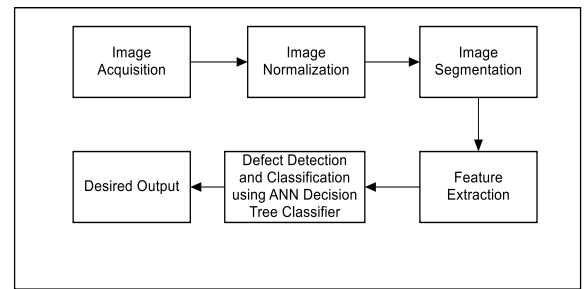 Image
Acquisition
Image
Normalization
Image
Segmentation
Feature
Extraction
Defect Detection
and Classification
using ANN Decision
Tree Classifier
Desired Output